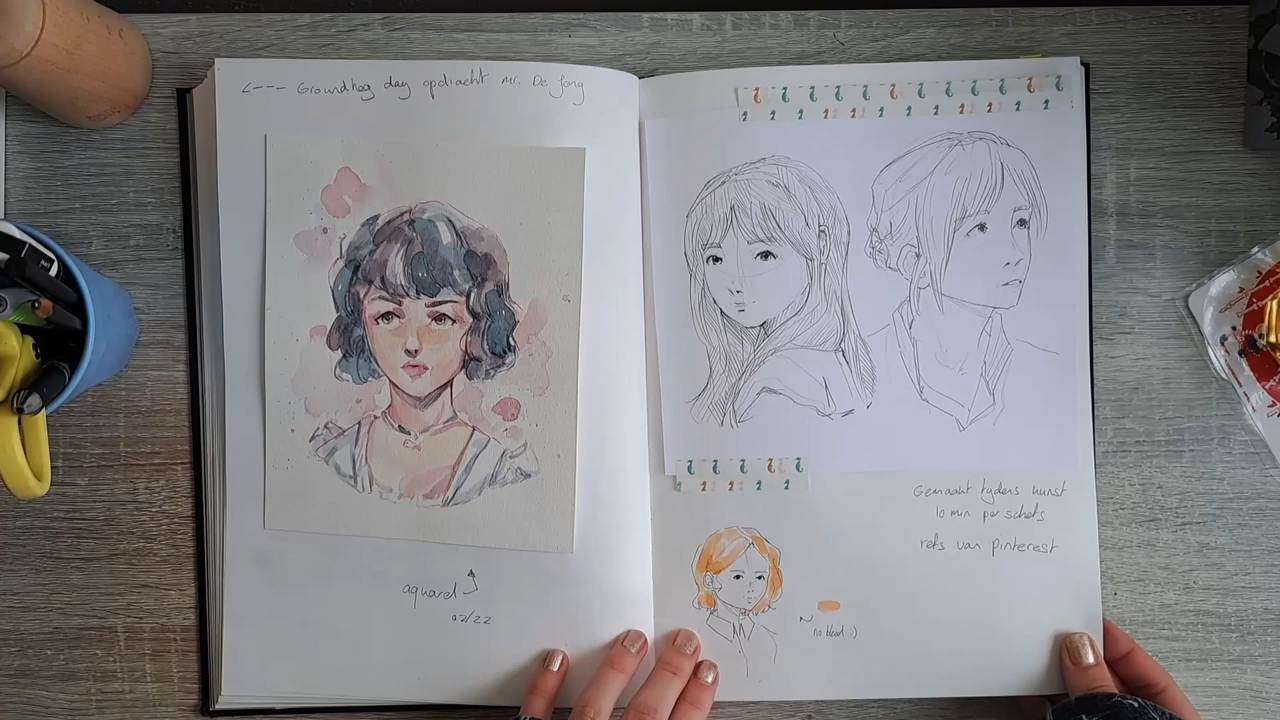 <--- Groundhog day opdracht Mr. De Jong
aquarel
02/22
Gemaakt tijdens kunst
10 min per schets
refs van pinterest
~ no bleed :)